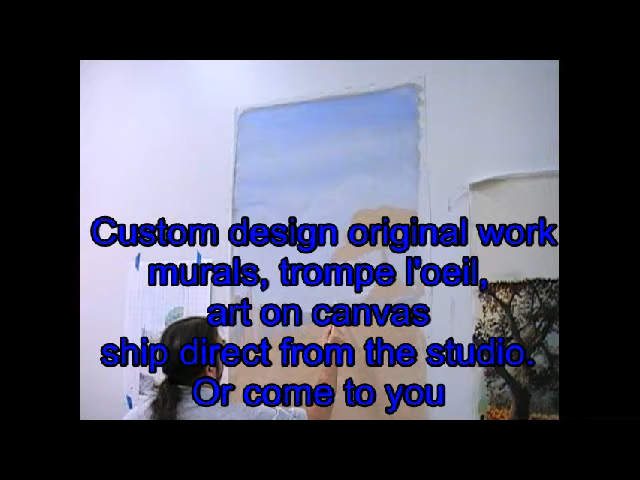 Custom design original work
murals, trompe l'oeil,
art on canvas
ship direct from the studio.
Or come to you